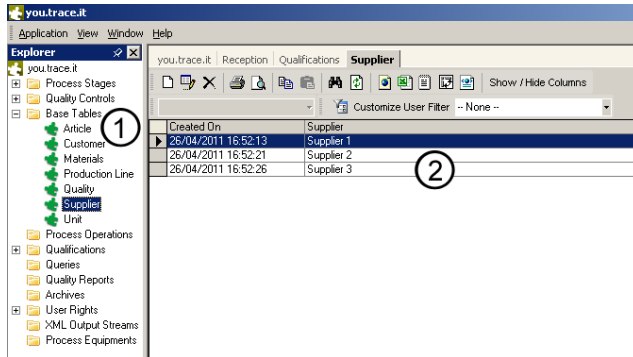 you.trace.it
Application View Window Help
Explorer
you.trace.it
Process Stages
Quality Controls
Base Tables
Article
Customer
Materials
Production Line
Quality
Supplier
Unit
Process Operations
Qualifications
Queries
Quality Reports
Archives
User Rights
XML Output Streams
Process Equipments
1
you.trace.it Reception Qualifications Supplier
Show / Hide Columns
Customize User Filter -- None --
Created On Supplier
26/04/2011 16:52:13 Supplier 1
26/04/2011 16:52:21 Supplier 2
26/04/2011 16:52:26 Supplier 3
2